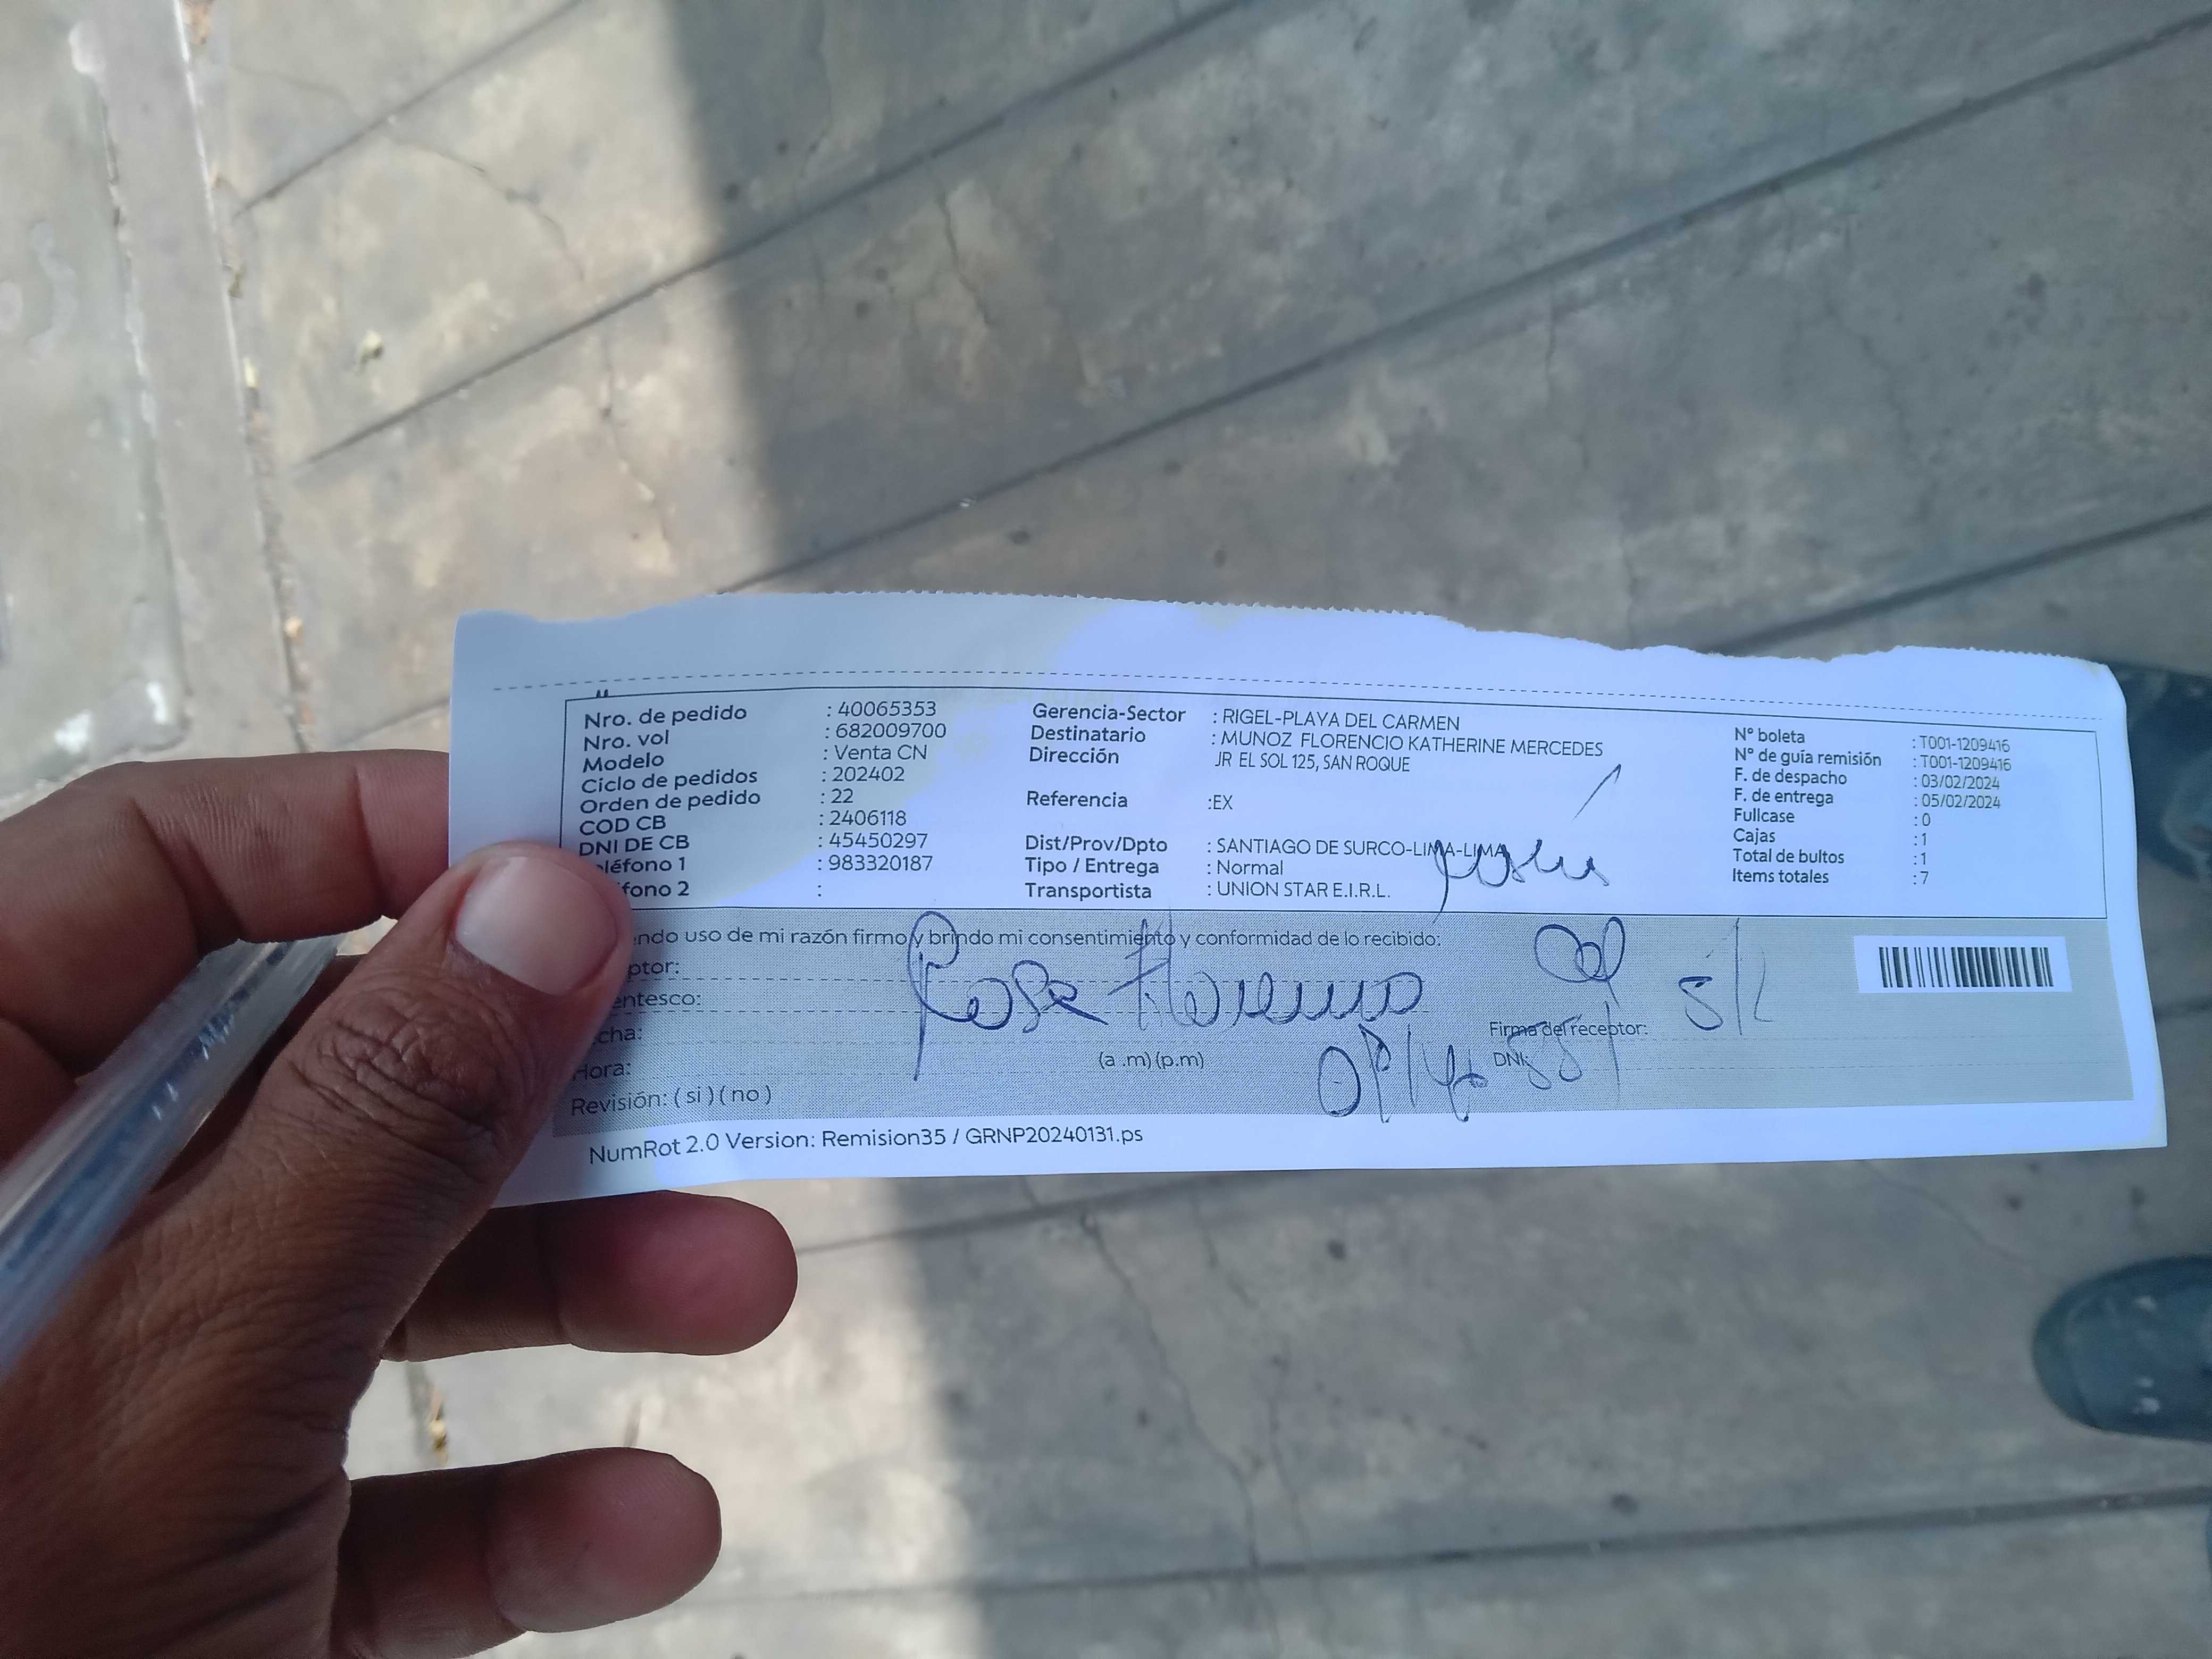 Nro. de pedido : 40065353
Nro. vol : 682009700
Modelo : Venta CN
Ciclo de pedidos : 202402
Orden de pedido : 22
COD CB : 2406118
DNI DE CB : 45450297
eléfono 1 : 983320187
fono 2 :
Gerencia-Sector : RIGEL-PLAYA DEL CARMEN
Destinatario : MUNOZ FLORENCIO KATHERINE MERCEDES
Dirección JR EL SOL 125, SAN ROQUE
Referencia :EX
Dist/Prov/Dpto : SANTIAGO DE SURCO-LIMA-LIMA
Tipo / Entrega : Normal
Transportista : UNION STAR E.I.R.L.
N° boleta : T001-1209416
N° de guía remisión : T001-1209416
F. de despacho : 03/02/2024
F. de entrega : 05/02/2024
Fullcase : 0
Cajas : 1
Total de bultos : 1
Items totales : 7
ndo uso de mi razón firmo y brindo mi consentimiento y conformidad de lo recibido:
ptor:
entesco:
Rosa
cha:
Firma del receptor:
Hora: (a .m) (p.m)
DNI:
Revisión: ( si ) ( no )
NumRot 2.0 Version: Remision35 / GRNP20240131.ps